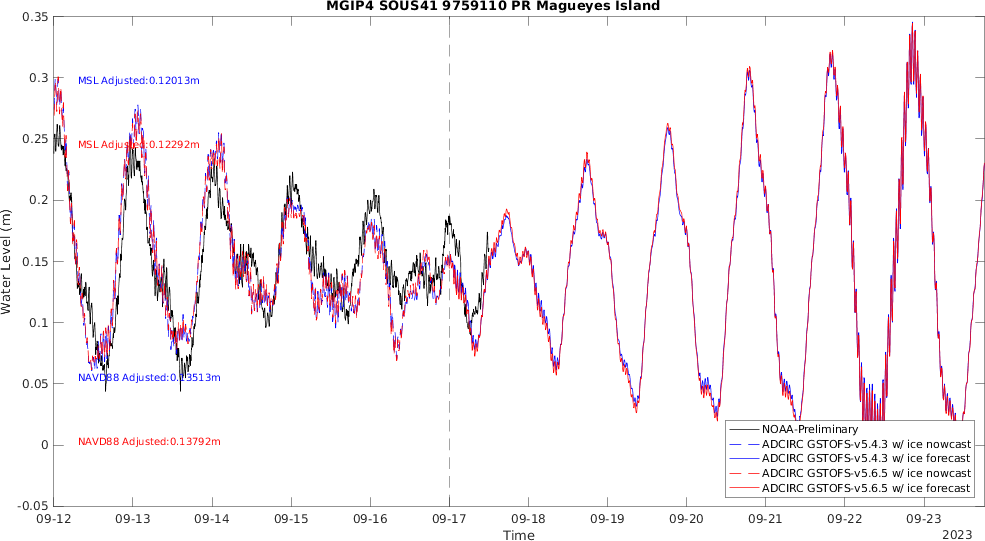 MGIP4 SOUS41 9759110 PR Magueyes Island
0.35
0.3
0.25
0.2
0.15
0.1
0.05
0
-0.05
Water Level (m)
MSL Adjusted:0.12013m
MSL Adjusted:0.12292m
NAVD88 Adjusted:0.13513m
NAVD88 Adjusted:0.13792m
NOAA-Preliminary
ADCIRC GSTOFS-v5.4.3 w/ ice nowcast
ADCIRC GSTOFS-v5.4.3 w/ ice forecast
ADCIRC GSTOFS-v5.6.5 w/ ice nowcast
ADCIRC GSTOFS-v5.6.5 w/ ice forecast
09-12 09-13 09-14 09-15 09-16 09-17 09-18 09-19 09-20 09-21 09-22 09-23
Time
2023